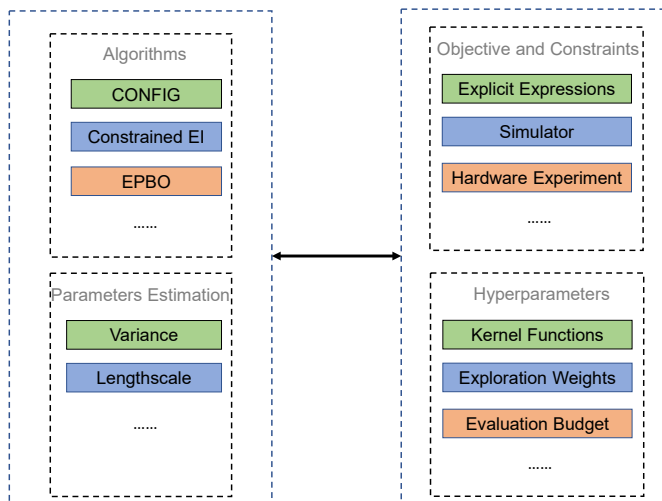 Algorithms
CONFIG
Constrained EI
EPBO
......
Parameters Estimation
Variance
Lengthscale
......
Objective and Constraints
Explicit Expressions
Simulator
Hardware Experiment
......
Hyperparameters
Kernel Functions
Exploration Weights
Evaluation Budget
......